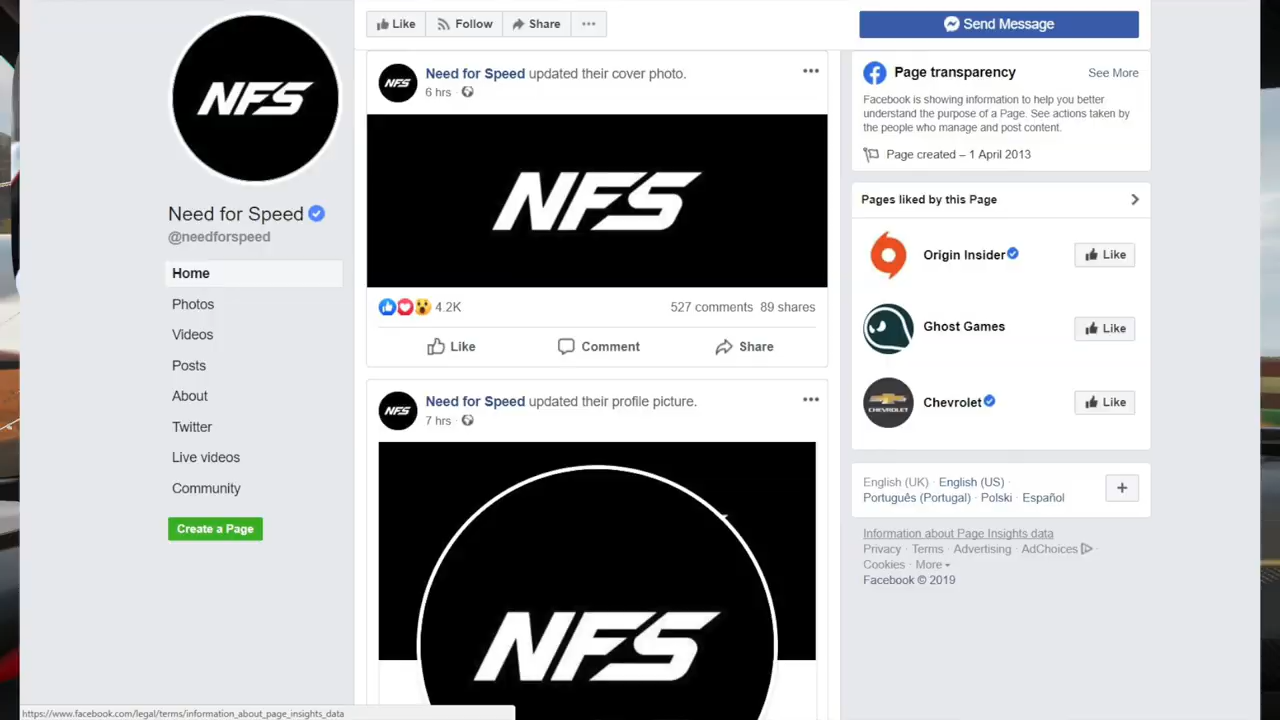 Like
Follow
Share
Send Message
NFS
Need for Speed
@needforspeed
Home
Photos
Videos
Posts
About
Twitter
Live videos
Community
Create a Page
NFS
Need for Speed updated their cover photo.
6 hrs
NFS
4.2K
527 comments 89 shares
Like
Comment
Share
NFS
Need for Speed updated their profile picture.
7 hrs
NFS
Page transparency
See More
Facebook is showing information to help you better
understand the purpose of a Page. See actions taken by
the people who manage and post content.
Page created – 1 April 2013
Pages liked by this Page
Origin Insider
Like
Ghost Games
Like
CHEVROLET
Chevrolet
Like
English (UK) · English (US) ·
Português (Portugal) · Polski · Español
Information about Page Insights data
Privacy · Terms · Advertising · AdChoices ·
Cookies · More
Facebook © 2019
https://www.facebook.com/legal/terms/information_about_page_insights_data